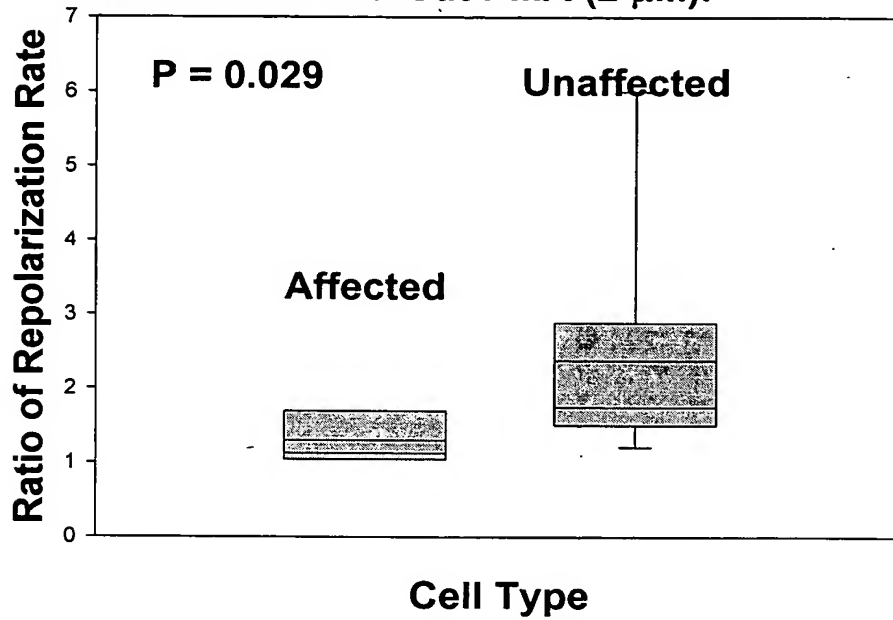 7
P = 0.029
Unaffected
6
5
4
Affected
3
2
1
0
Ratio of Repolarization Rate
Cell Type